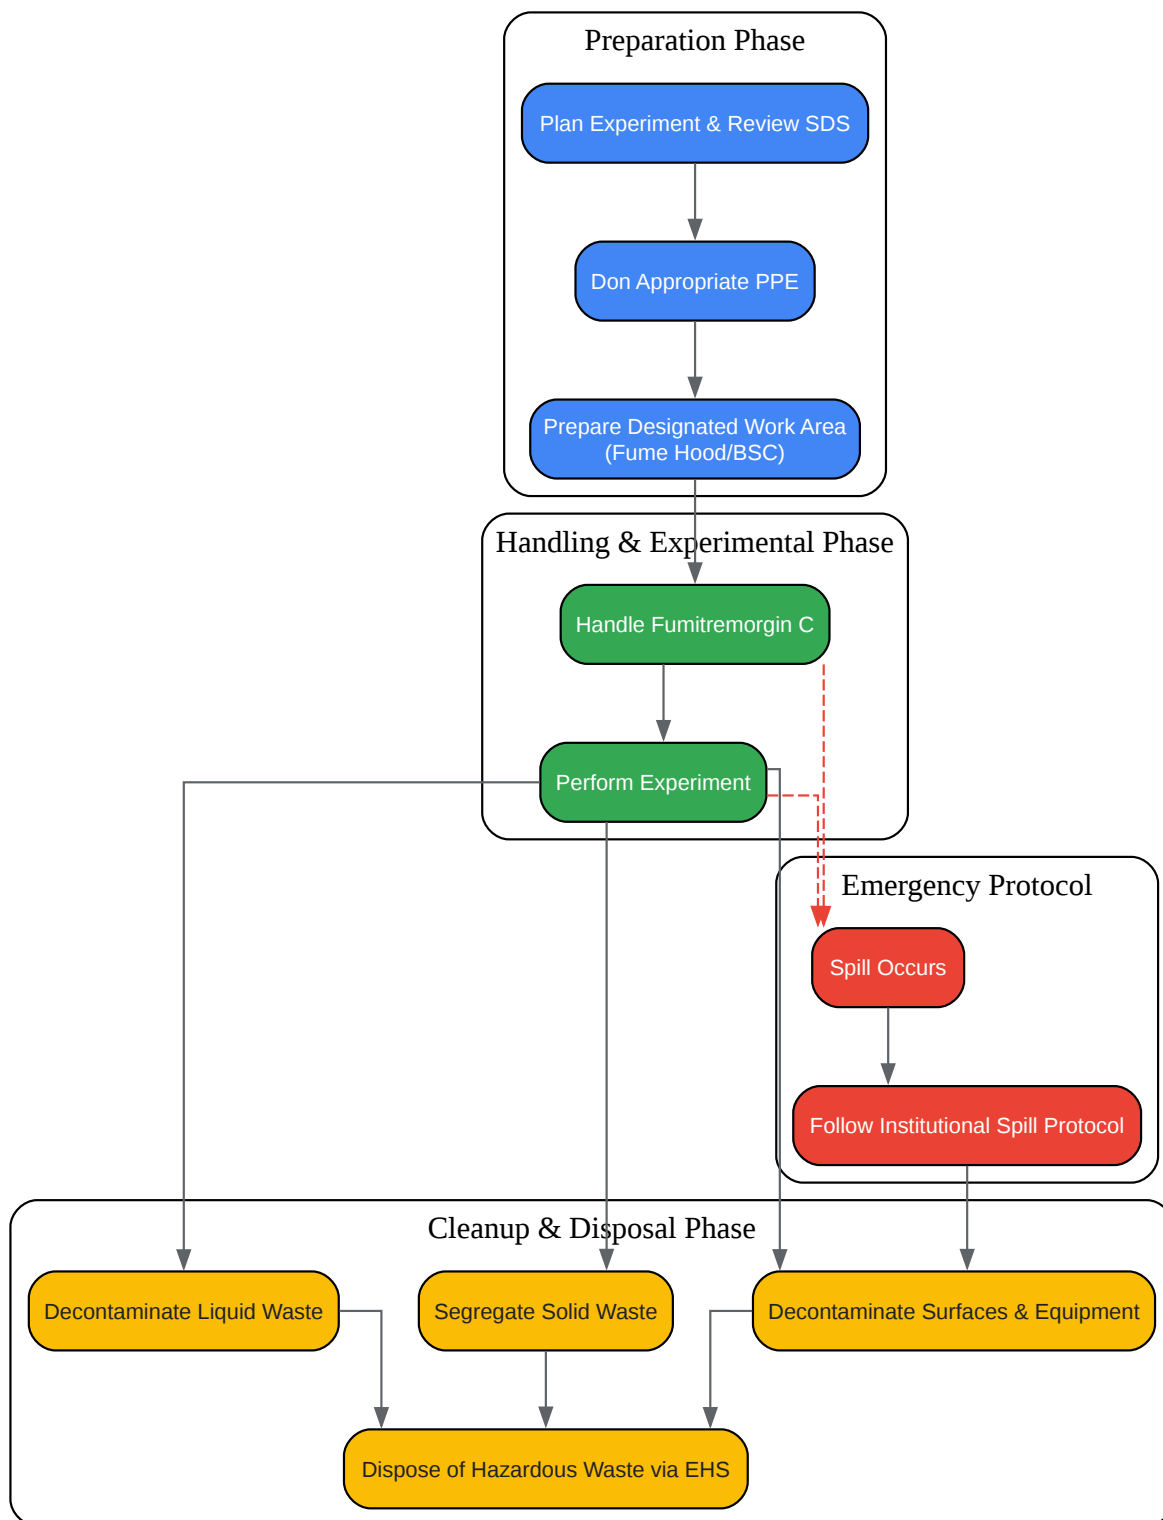 Preparation Phase
Plan Experiment & Review SDS
Don Appropriate PPE
Prepare Designated Work Area
(Fume Hood/BSC)
Handling & Experimental Phase
Handle Fumitremorgin C
Perform Experiment
Emergency Protocol
Spill Occurs
Follow Institutional Spill Protocol
Cleanup & Disposal Phase
Decontaminate Liquid Waste
Segregate Solid Waste
Decontaminate Surfaces & Equipment
Dispose of Hazardous Waste via EHS